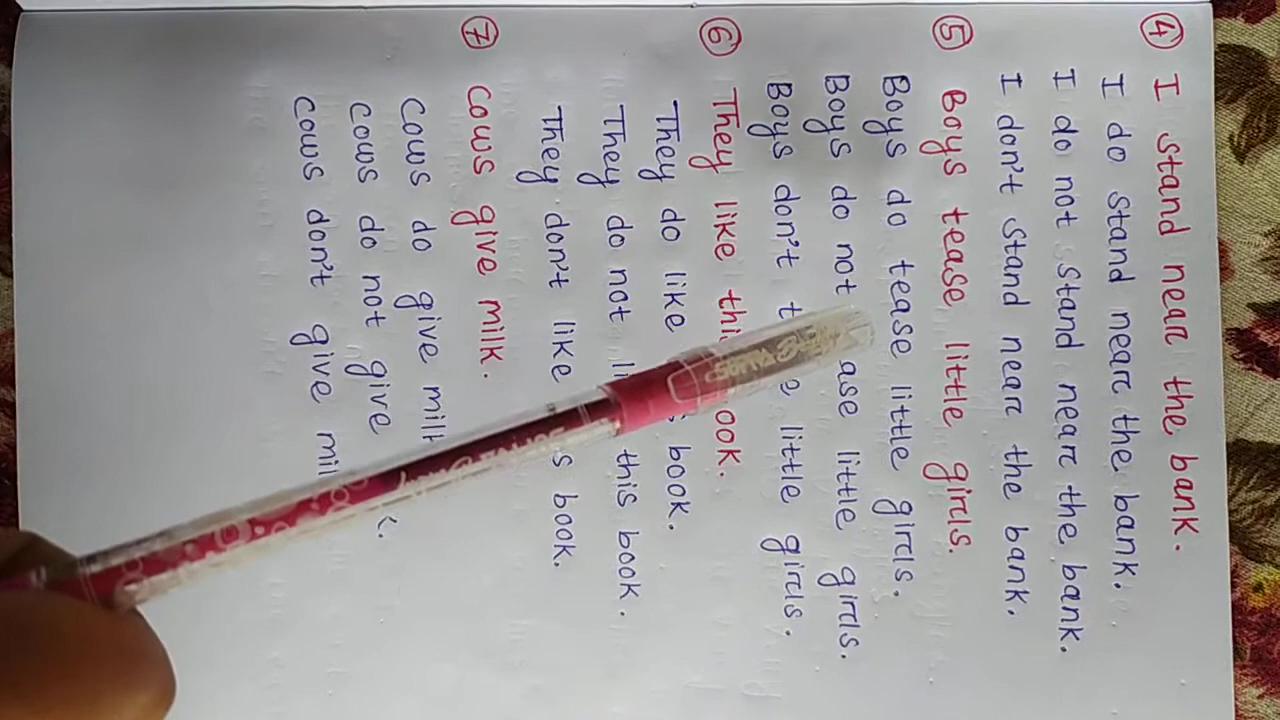 ④ I stand near the bank.
I do stand near the bank.
I do not stand near the bank.
I don't stand near the bank.
⑤ Boys tease little girls.
Boys do tease little girls.
Boys do not little girls.
Boys don't little girls.
⑥ They like
They do like book.
They do not this book.
They don't like book.
⑦ Cows give milk.
Cows do give
Cows do not give
Cows don't give